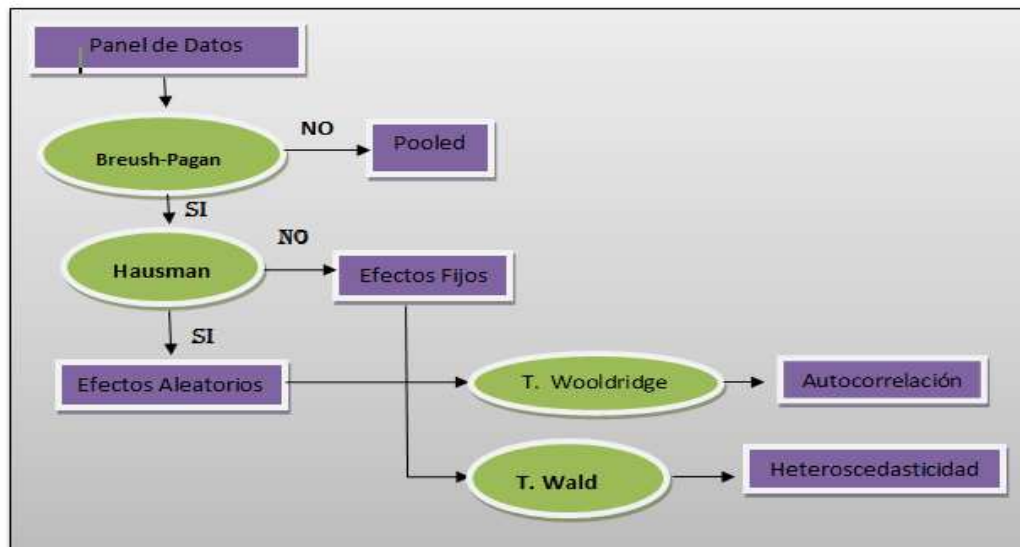 Panel de Datos
NO
Breush-Pagan
Pooled
SI
NO
Hausman
Efectos Fijos
SI
Efectos Aleatorios
T. Wooldridge
Autocorrelación
T. Wald
Heteroscedasticidad